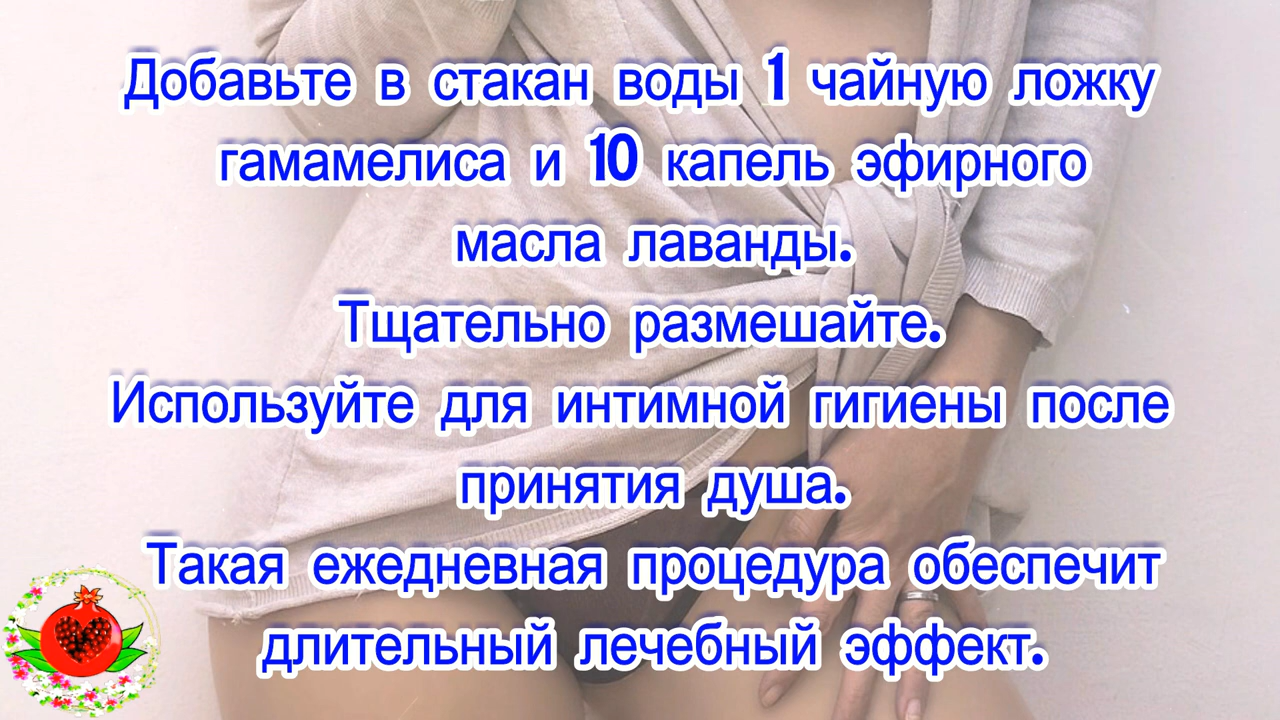 Добавьте в стакан воды 1 чайную ложку
гамамелиса и 10 капель эфирного
масла лаванды.
Тщательно размешайте.
Используйте для интимной гигиены после
принятия душа.
Такая ежедневная процедура обеспечит
длительный лечебный эффект.